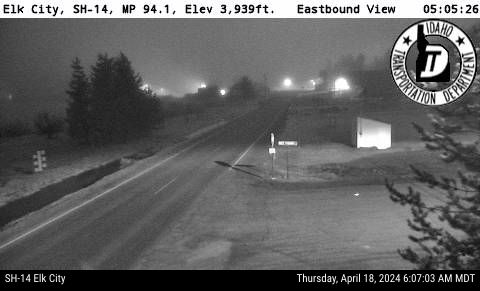 Elk City, SH-14, MP 94.1, Elev 3,939ft.   Eastbound View   05:05:26
IDAHO
TRANSPORTATION DEPARTMENT
SH-14 Elk City
Thursday, April 18, 2024 6:07:03 AM MDT